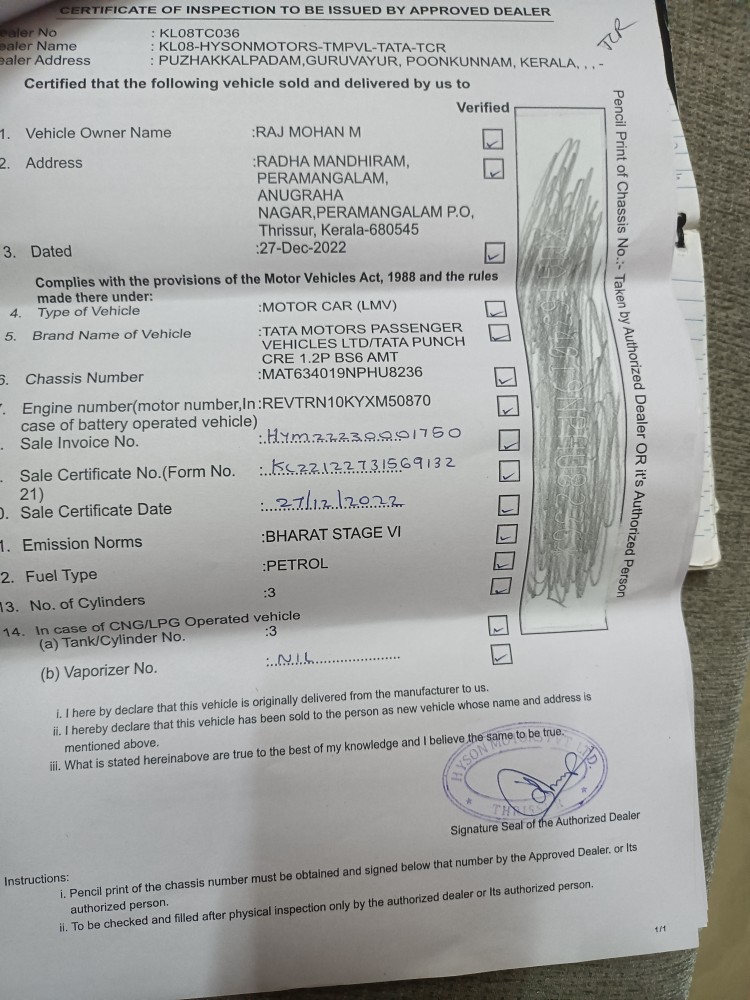 CERTIFICATE OF INSPECTION TO BE ISSUED BY APPROVED DEALER
TCR
ealer No : KL08TC036
ealer Name : KL08-HYSONMOTORS-TMPVL-TATA-TCR
ealer Address : PUZHAKKALPADAM,GURUVAYUR, POONKUNNAM, KERALA, , , -
Certified that the following vehicle sold and delivered by us to
Verified
1. Vehicle Owner Name :RAJ MOHAN M
2. Address :RADHA MANDHIRAM,
PERAMANGALAM,
ANUGRAHA
NAGAR,PERAMANGALAM P.O,
Thrissur, Kerala-680545
3. Dated :27-Dec-2022
Complies with the provisions of the Motor Vehicles Act, 1988 and the rules
made there under:
4. Type of Vehicle :MOTOR CAR (LMV)
5. Brand Name of Vehicle :TATA MOTORS PASSENGER
VEHICLES LTD/TATA PUNCH
CRE 1.2P BS6 AMT
6. Chassis Number :MAT634019NPHU8236
. Engine number(motor number,In :REVTRN10KYXM50870
case of battery operated vehicle)
. Sale Invoice No. :HYM22230001750
. Sale Certificate No.(Form No. :KL22122731569132
21)
0. Sale Certificate Date :27/12/2022
1. Emission Norms :BHARAT STAGE VI
2. Fuel Type :PETROL
13. No. of Cylinders :3
14. In case of CNG/LPG Operated vehicle
(a) Tank/Cylinder No. :3
(b) Vaporizer No. :NIL
Pencil Print of Chassis No.:- Taken by Authorized Dealer OR it's Authorized Person
i. I here by declare that this vehicle is originally delivered from the manufacturer to us.
ii. I hereby declare that this vehicle has been sold to the person as new vehicle whose name and address is
mentioned above.
iii. What is stated hereinabove are true to the best of my knowledge and I believe the same to be true.
HYSON MOTORS PVT LTD.
THRISSUR
Signature Seal of the Authorized Dealer
Instructions:
i. Pencil print of the chassis number must be obtained and signed below that number by the Approved Dealer. or Its
authorized person.
ii. To be checked and filled after physical inspection only by the authorized dealer or Its authorized person.
1/1